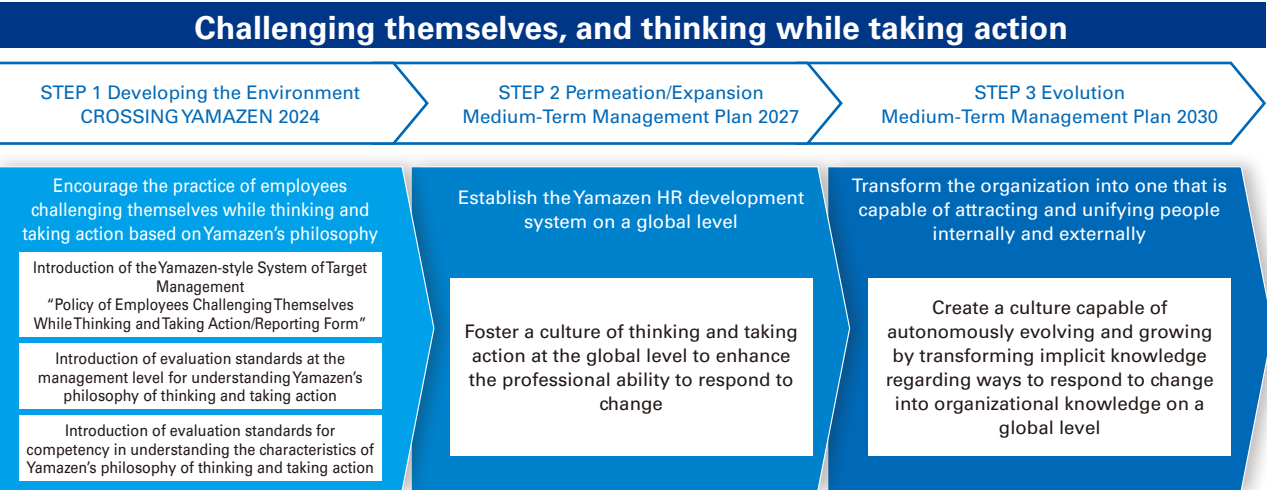 Challenging themselves, and thinking while taking action
STEP 1 Developing the Environment
CROSSING YAMAZEN 2024
STEP 2 Permeation/Expansion
Medium-Term Management Plan 2027
STEP 3 Evolution
Medium-Term Management Plan 2030
Encourage the practice of employees
challenging themselves while thinking and
taking action based on Yamazen's philosophy
Introduction of the Yamazen-style System of Target
Management
"Policy of Employees Challenging Themselves
While Thinking and Taking Action/Reporting Form"
Introduction of evaluation standards at the
management level for understanding Yamazen's
philosophy of thinking and taking action
Introduction of evaluation standards for
competency in understanding the characteristics of
Yamazen's philosophy of thinking and taking action
Establish the Yamazen HR development
system on a global level
Foster a culture of thinking and taking
action at the global level to enhance
the professional ability to respond to
change
Transform the organization into one that is
capable of attracting and unifying people
internally and externally
Create a culture capable of
autonomously evolving and growing
by transforming implicit knowledge
regarding ways to respond to change
into organizational knowledge on a
global level